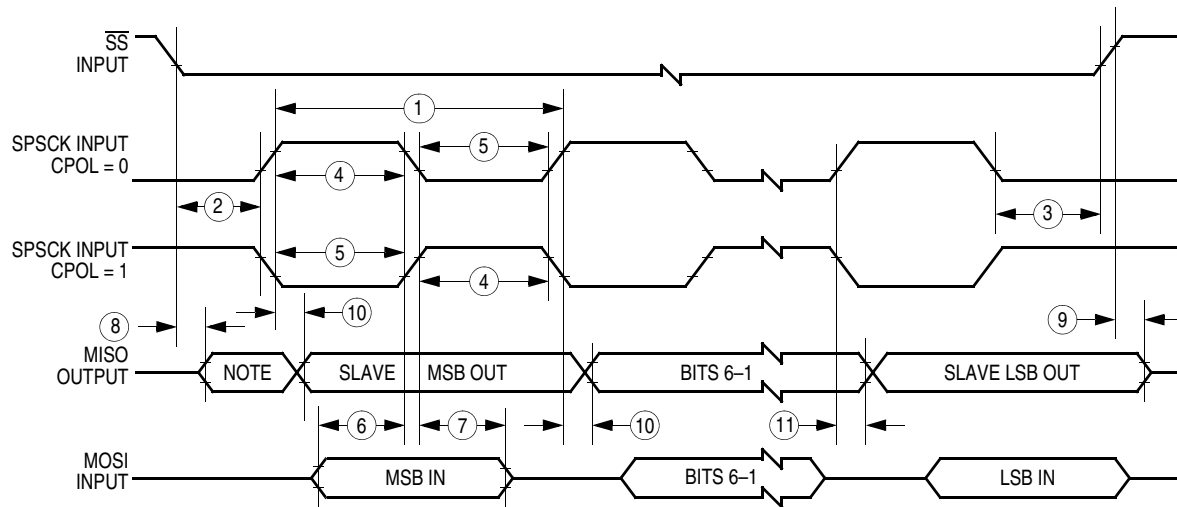 SS
INPUT
1
SPSCK INPUT
CPOL = 0
5
4
2
3
SPSCK INPUT
CPOL = 1
5
4
8
10
9
MISO
OUTPUT
NOTE
SLAVE
MSB OUT
BITS 6–1
SLAVE LSB OUT
6
7
10
11
MOSI
INPUT
MSB IN
BITS 6–1
LSB IN